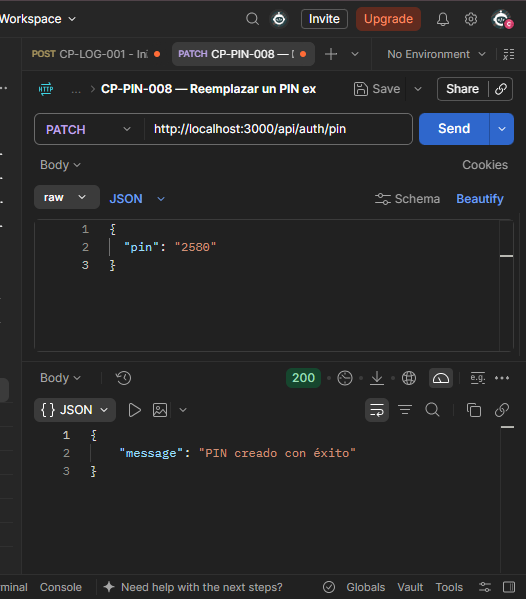 Workspace Invite Upgrade
POST CP-LOG-001 - Ini PATCH CP-PIN-008 — No Environment
HTTP ... > CP-PIN-008 — Reemplazar un PIN ex Save Share
PATCH http://localhost:3000/api/auth/pin Send
Body Cookies
raw JSON Schema Beautify
1 {
2 "pin": "2580"
3 }
Body 200 e.g.
{} JSON
1 {
2 "message": "PIN creado con éxito"
3 }
minal Console Need help with the next steps? Globals Vault Tools